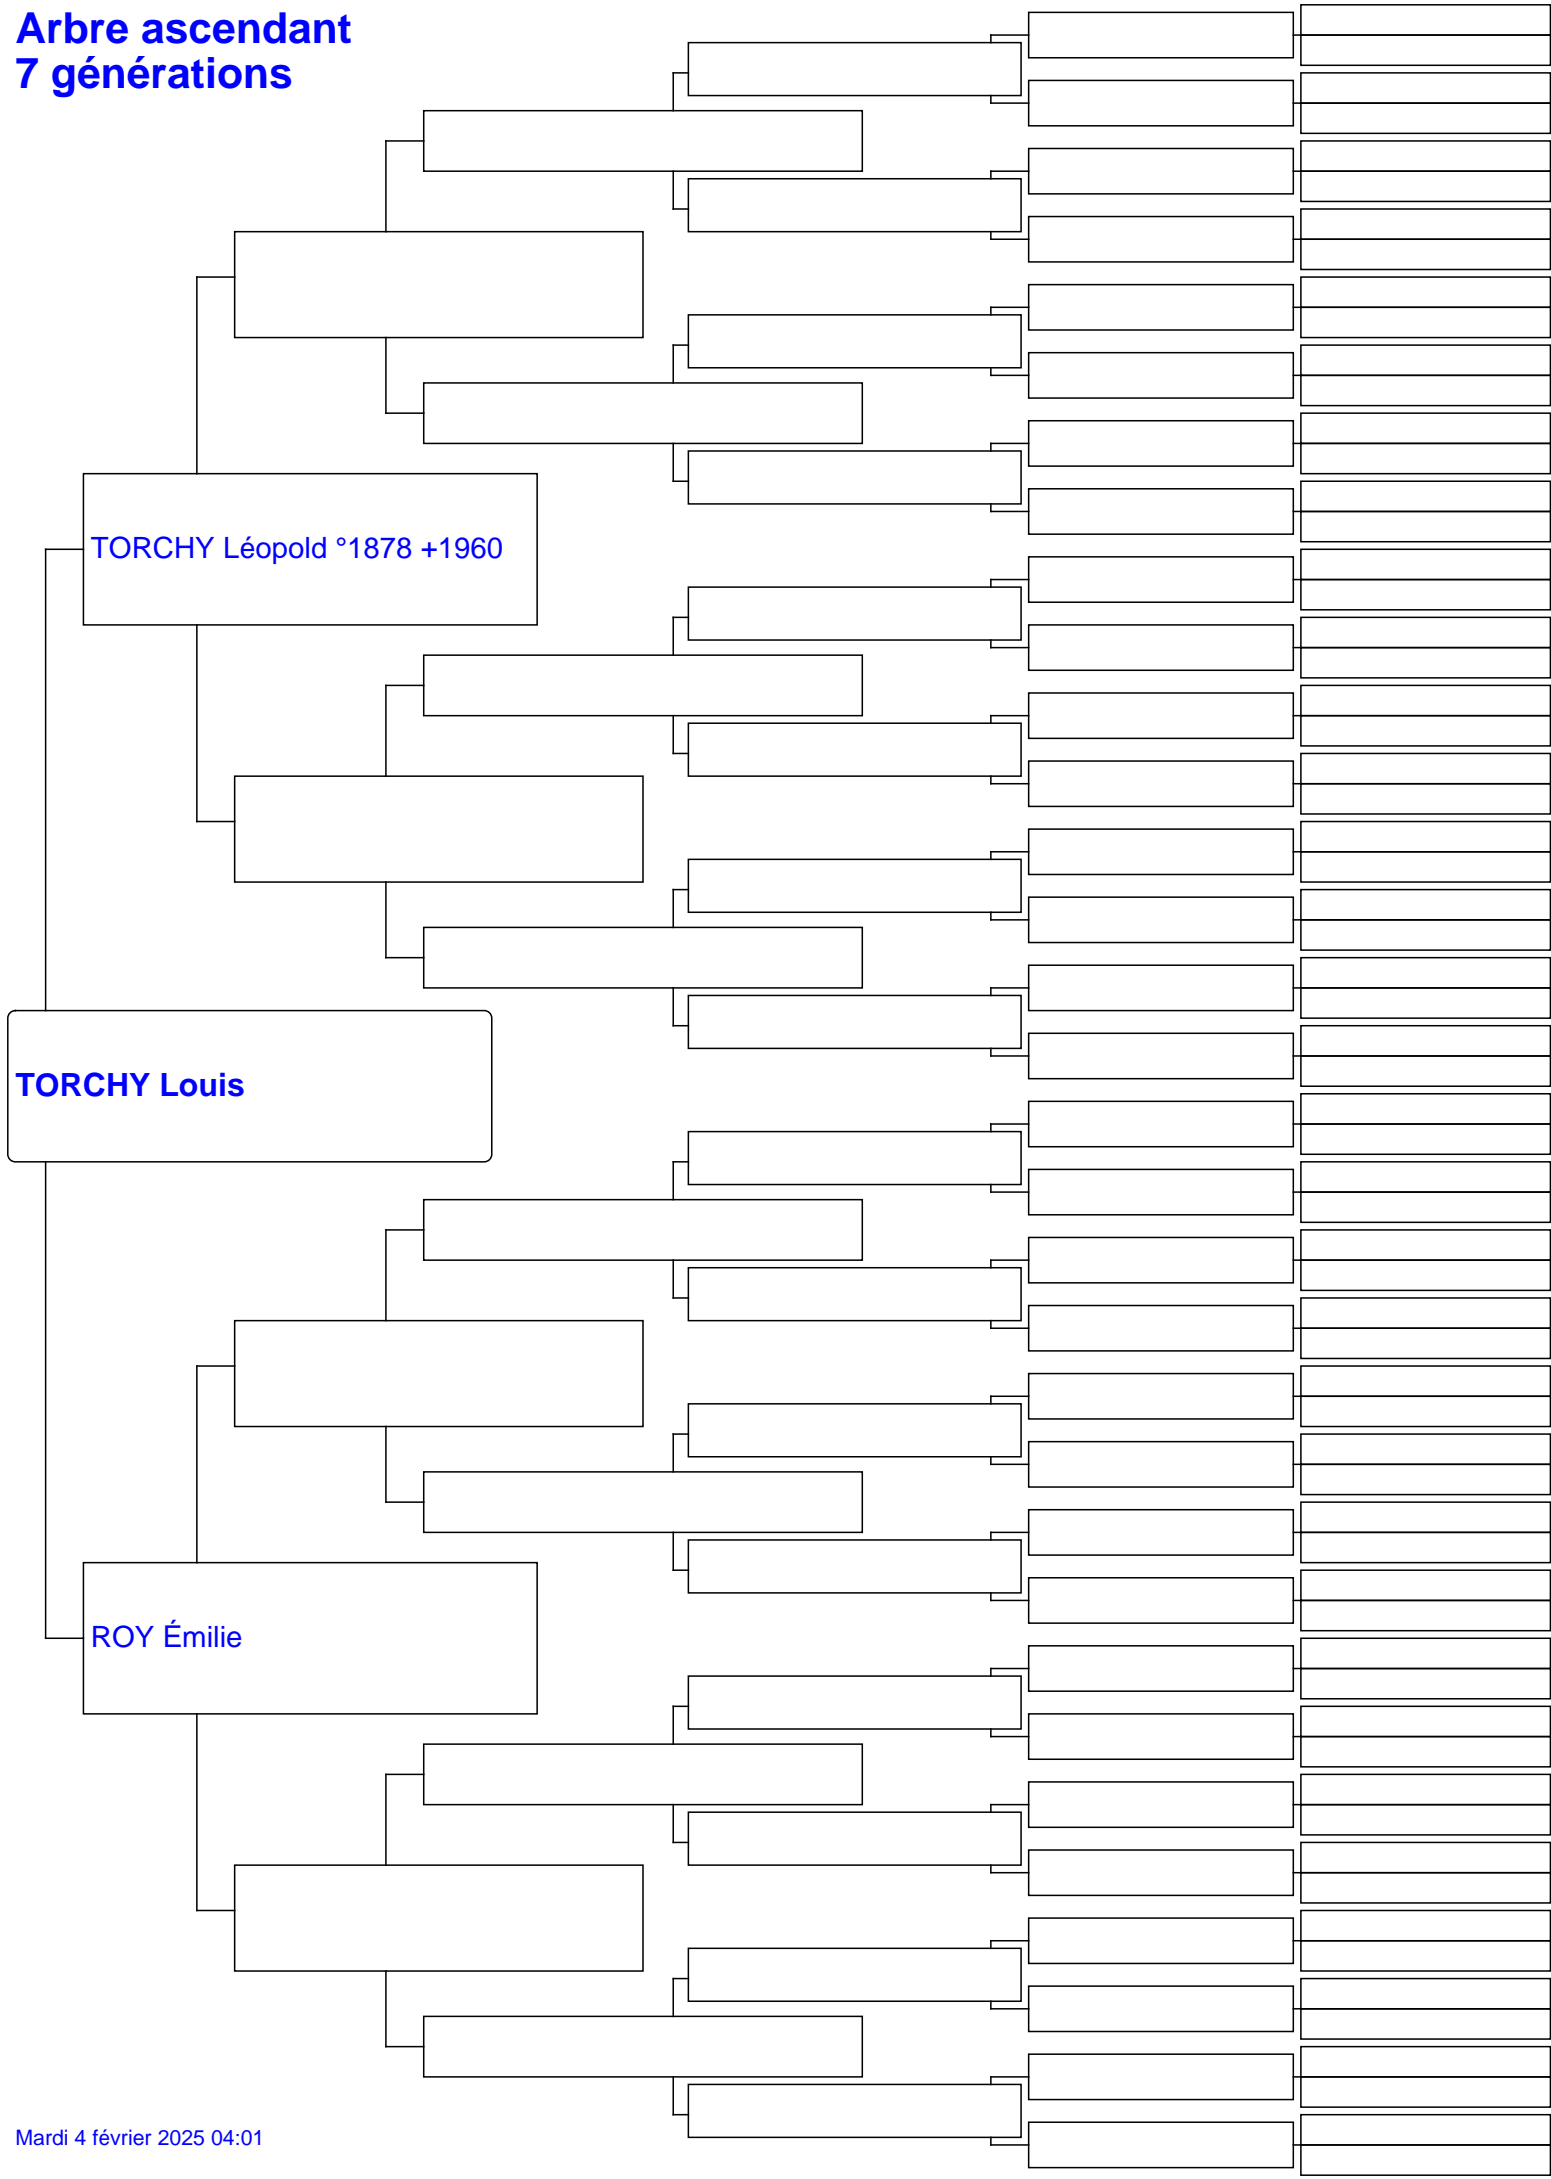 Arbre ascendant
7 générations
TORCHY Léopold °1878 +1960
TORCHY Louis
ROY Émilie
Mardi 4 février 2025 04:01